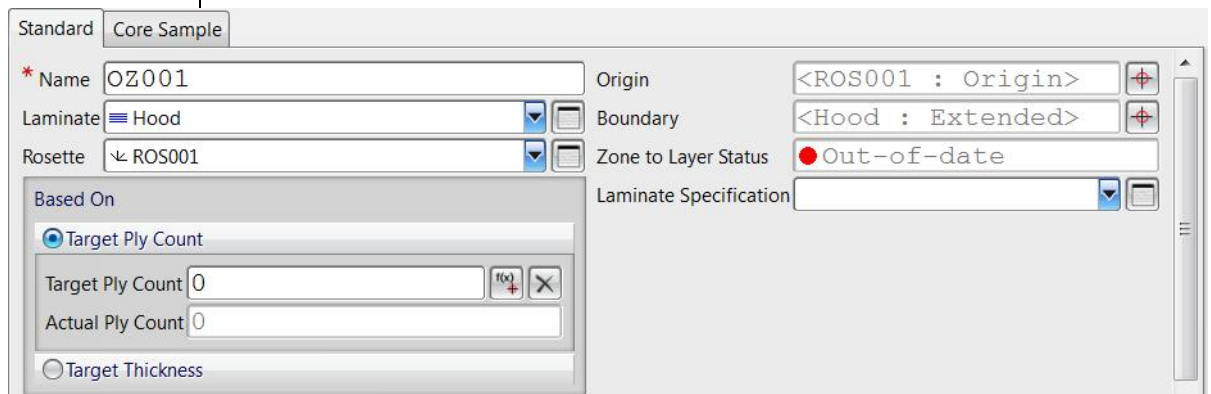 Standard
Core Sample
* Name OZ001
Laminate Hood
Rosette ROS001
Based On
Target Ply Count
Target Ply Count 0 f(x)
Actual Ply Count 0
Target Thickness
Origin <ROS001 : Origin>
Boundary <Hood : Extended>
Zone to Layer Status Out-of-date
Laminate Specification